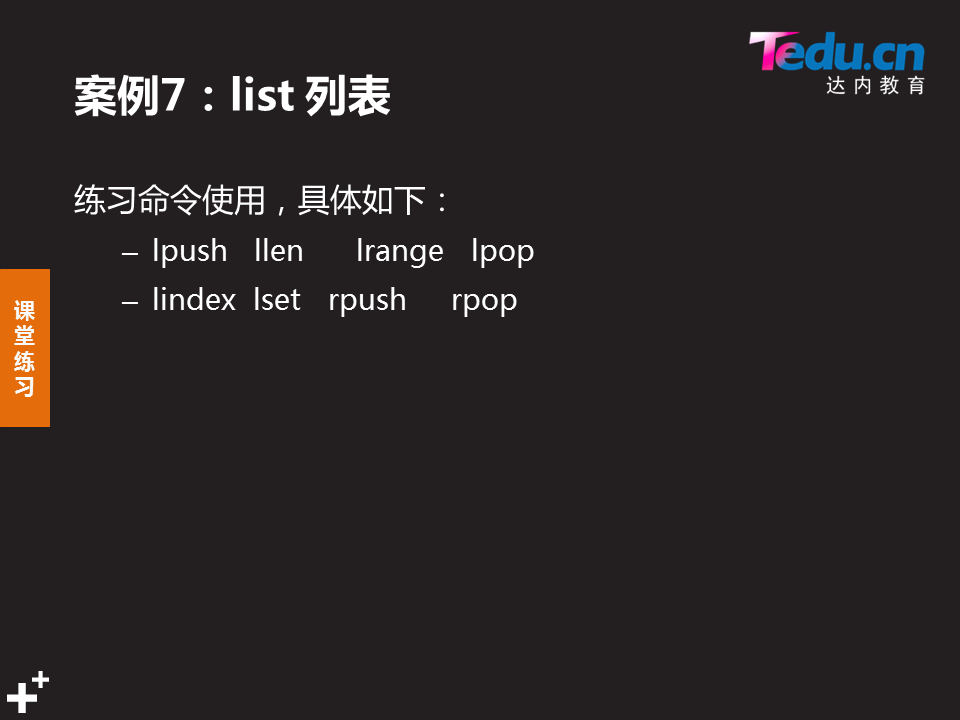 Tedu.cn
达内教育
案例7：list 列表
练习命令使用，具体如下：
– lpush llen lrange lpop
– lindex lset rpush rpop
课堂练习